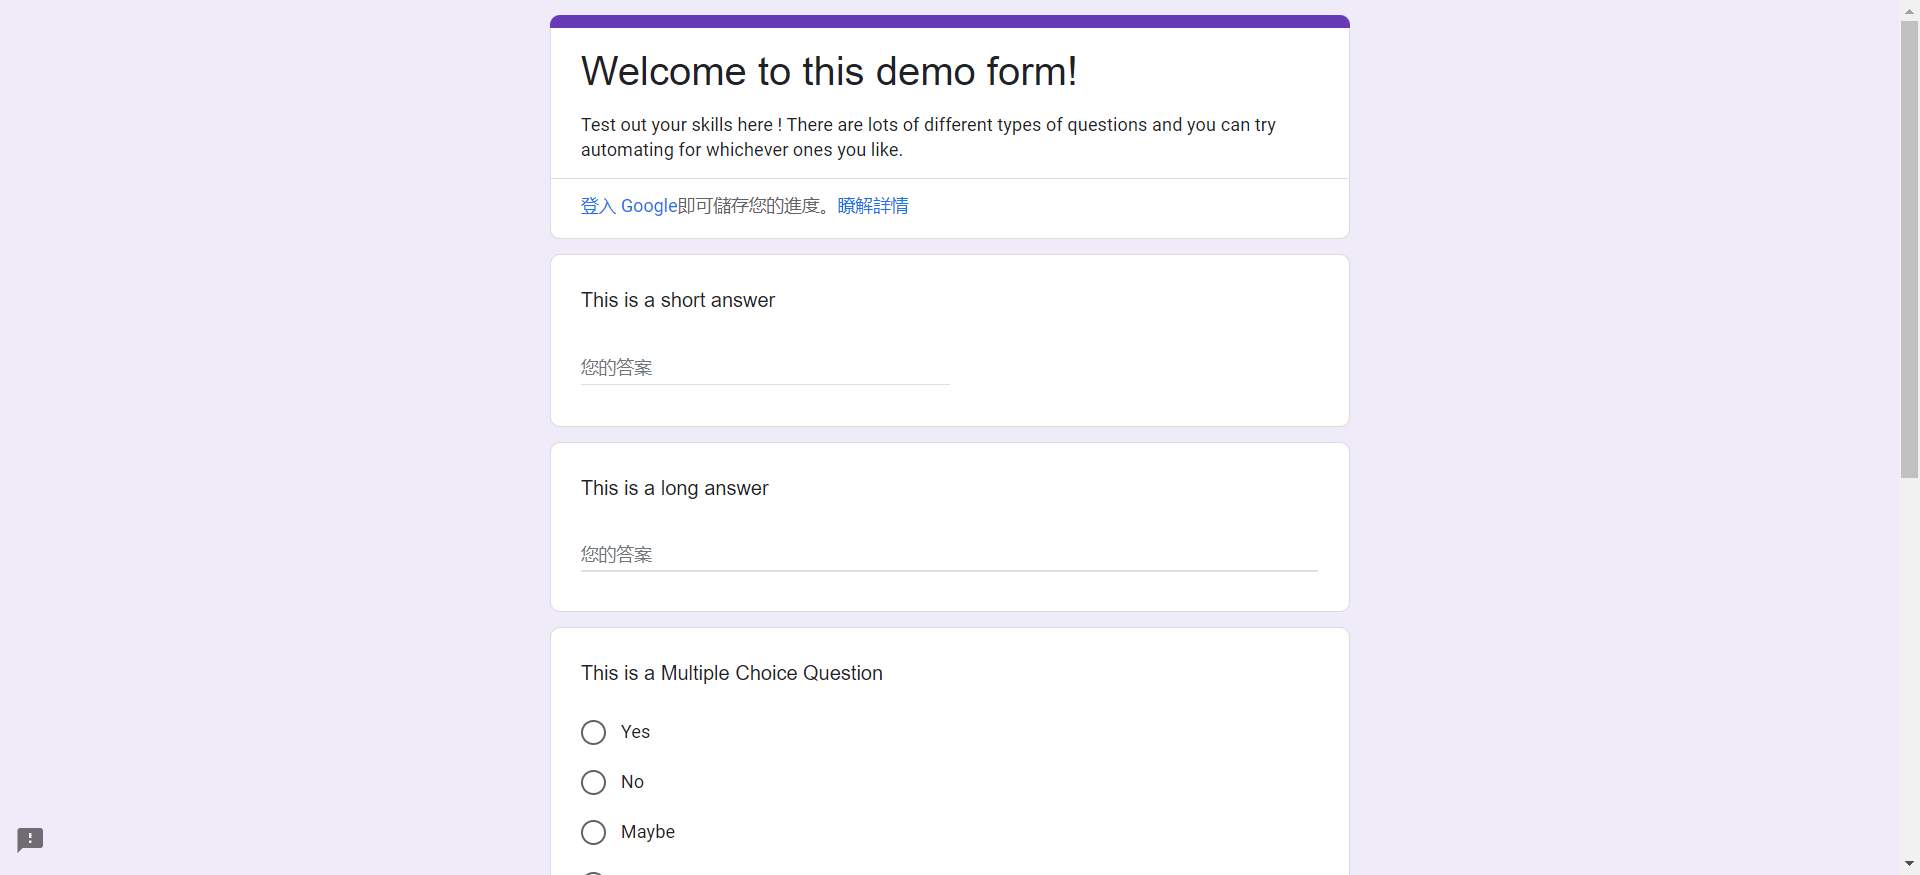 Welcome to this demo form!
Test out your skills here ! There are lots of different types of questions and you can try
automating for whichever ones you like.
登入 Google即可儲存您的進度。瞭解詳情
This is a short answer
您的答案
This is a long answer
您的答案
This is a Multiple Choice Question
Yes
No
Maybe